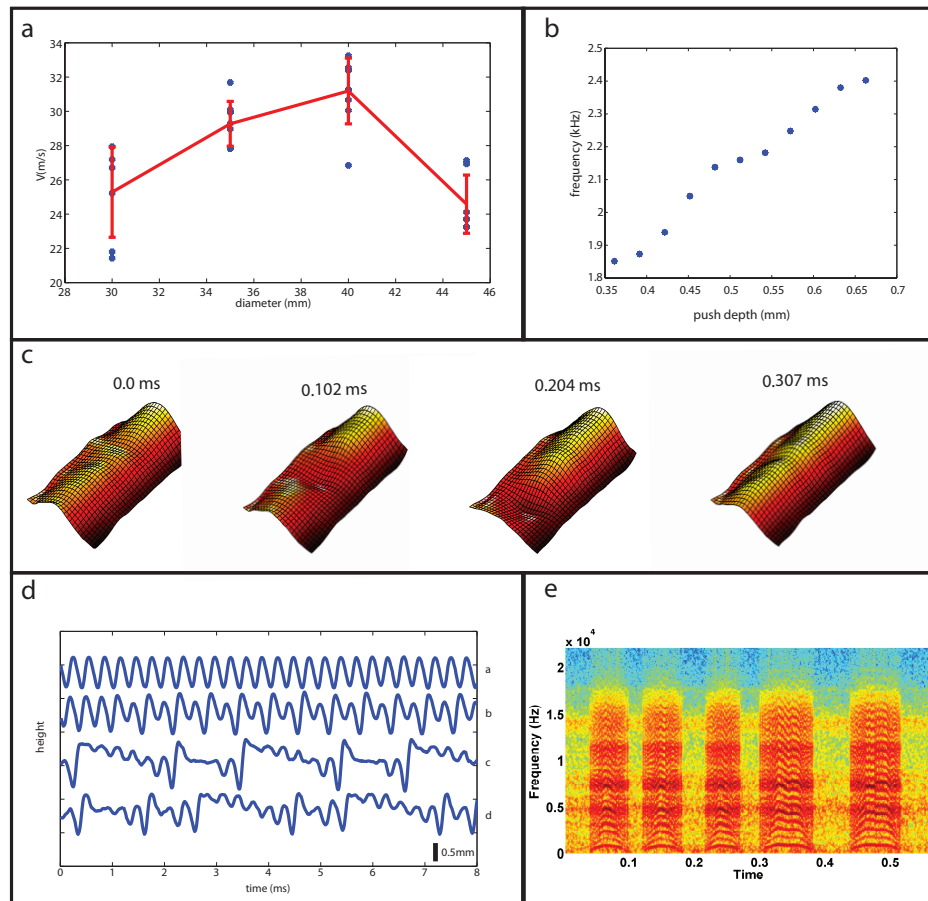 a
34
32
30
28
26
24
22
20
V(m/s)
28 30 32 34 36 38 40 42 44 46
diameter (mm)
b
2.5
2.4
2.3
2.2
2.1
2
1.9
1.8
frequency (kHz)
0.35 0.4 0.45 0.5 0.55 0.6 0.65 0.7
push depth (mm)
c
0.0 ms
0.102 ms
0.204 ms
0.307 ms
d
height
a
b
c
d
0.5mm
0 1 2 3 4 5 6 7 8
time (ms)
e
x 10^4
2
1.5
1
0.5
0
Frequency (Hz)
0.1 0.2 0.3 0.4 0.5
Time